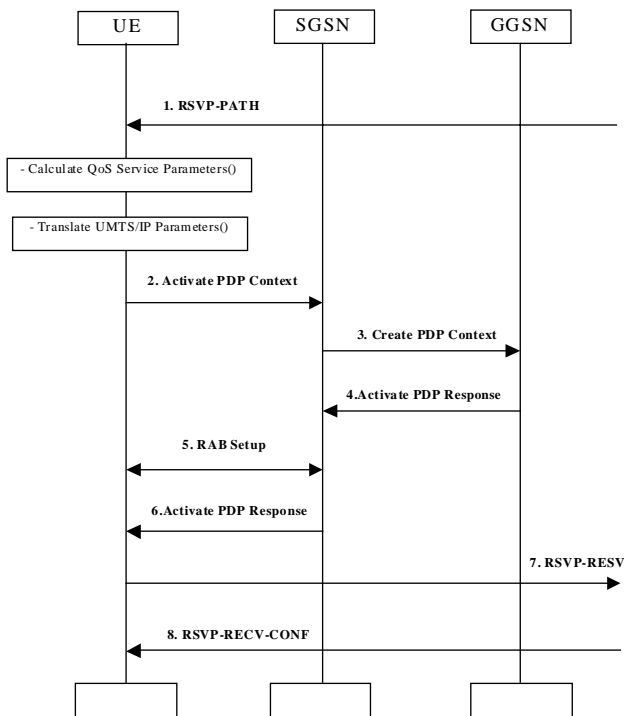 UE
SGSN
GGSN
1. RSVP-PATH
- Calculate QoS Service Parameters()
- Translate UMTS/IP Parameters()
2. Activate PDP Context
3. Create PDP Context
4.Activate PDP Response
5. RAB Setup
6.Activate PDP Response
7. RSVP-RESV
8. RSVP-RECV-CONF